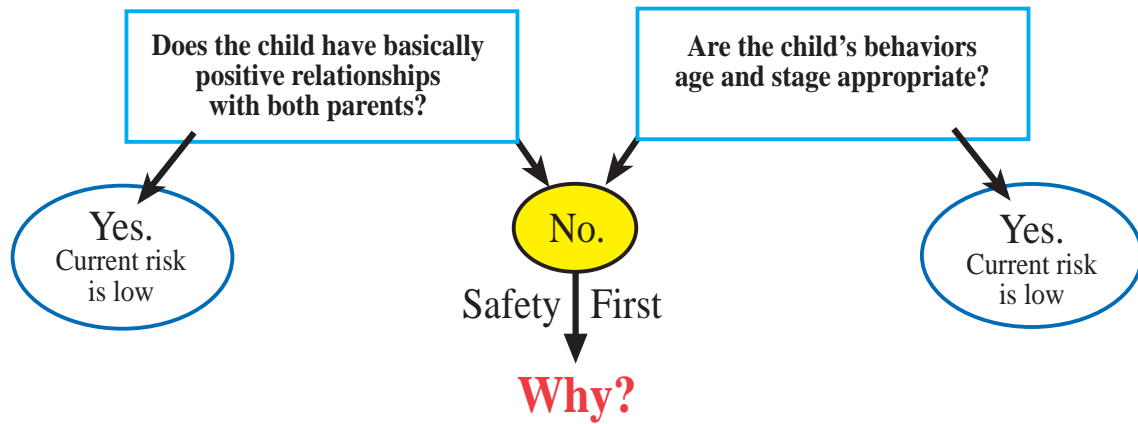 Does the child have basically
positive relationships
with both parents?
Are the child's behaviors
age and stage appropriate?
Yes.
Current risk
is low
No.
Yes.
Current risk
is low
Safety First
Why?